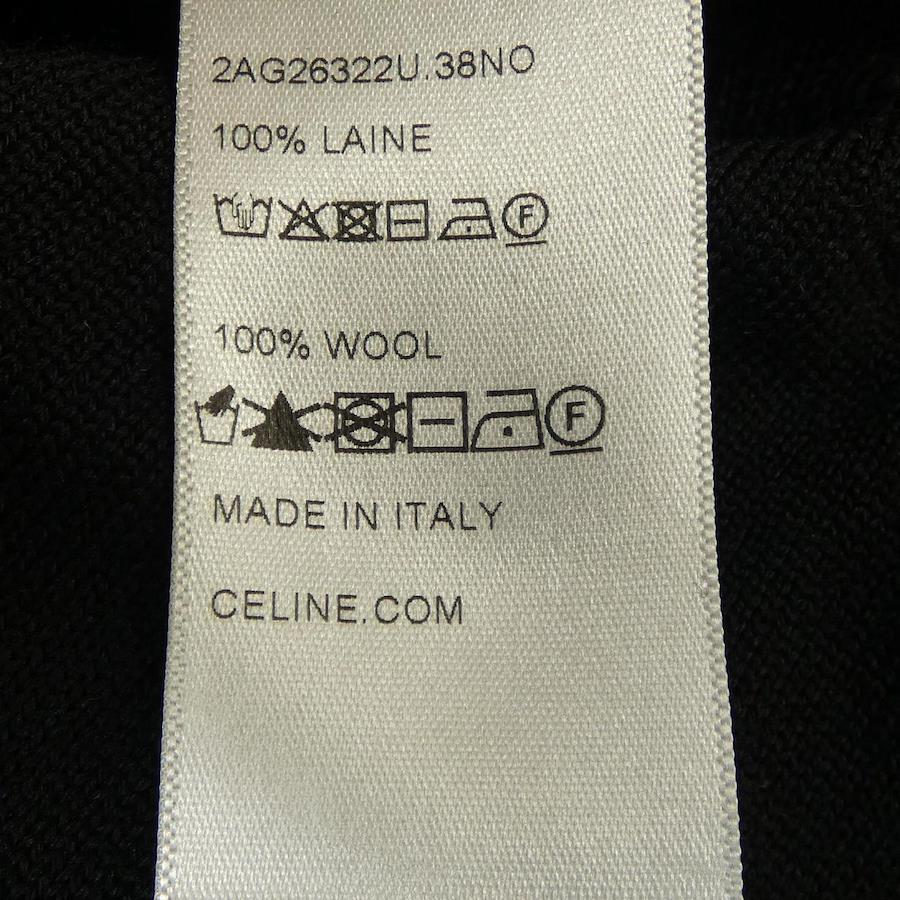 2AG26322U.38NO
100% LAINE
F
100% WOOL
F
MADE IN ITALY
CELINE.COM